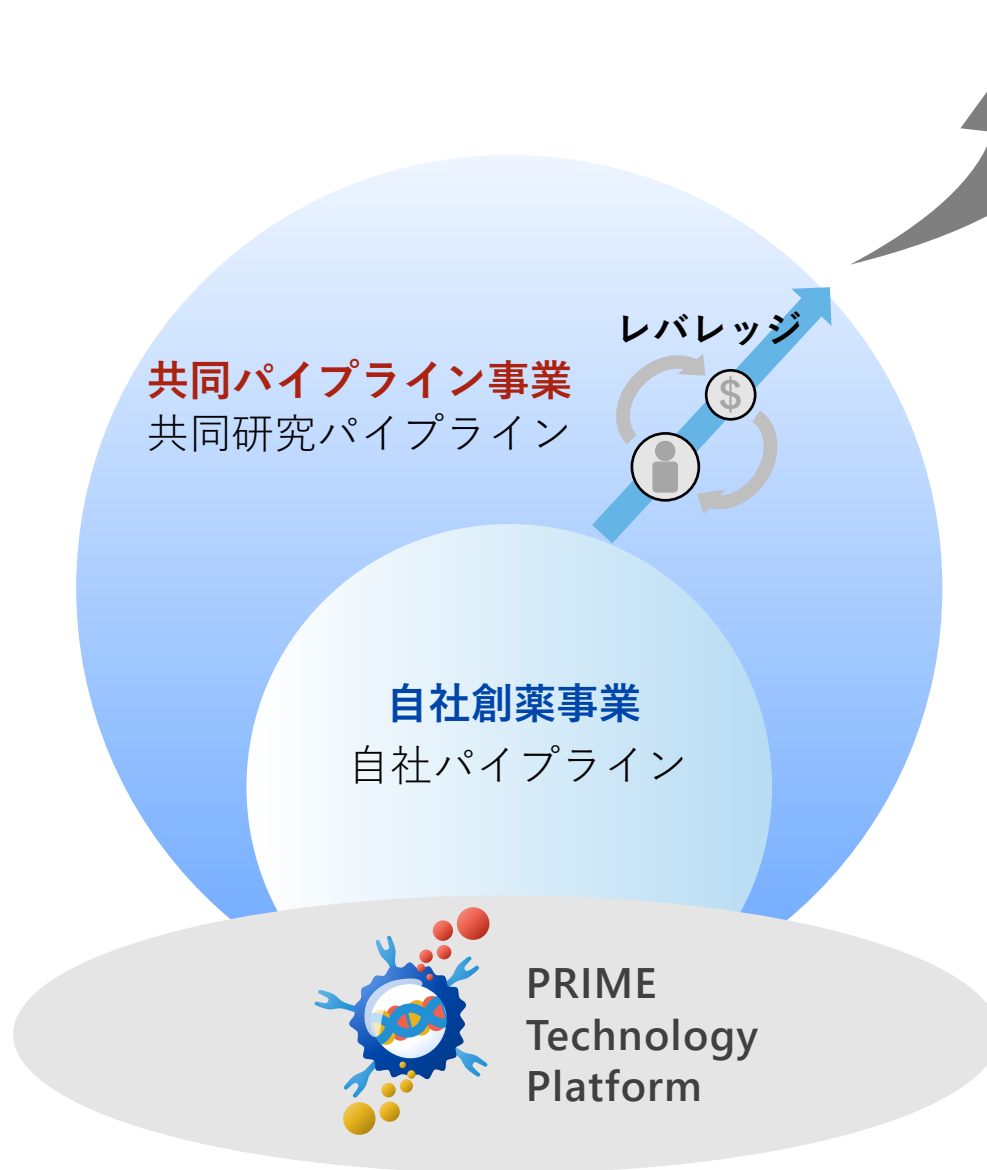 レバレッジ
共同パイプライン事業
$
共同研究パイプライン
自社創薬事業
自社パイプライン
PRIME
Technology
Platform